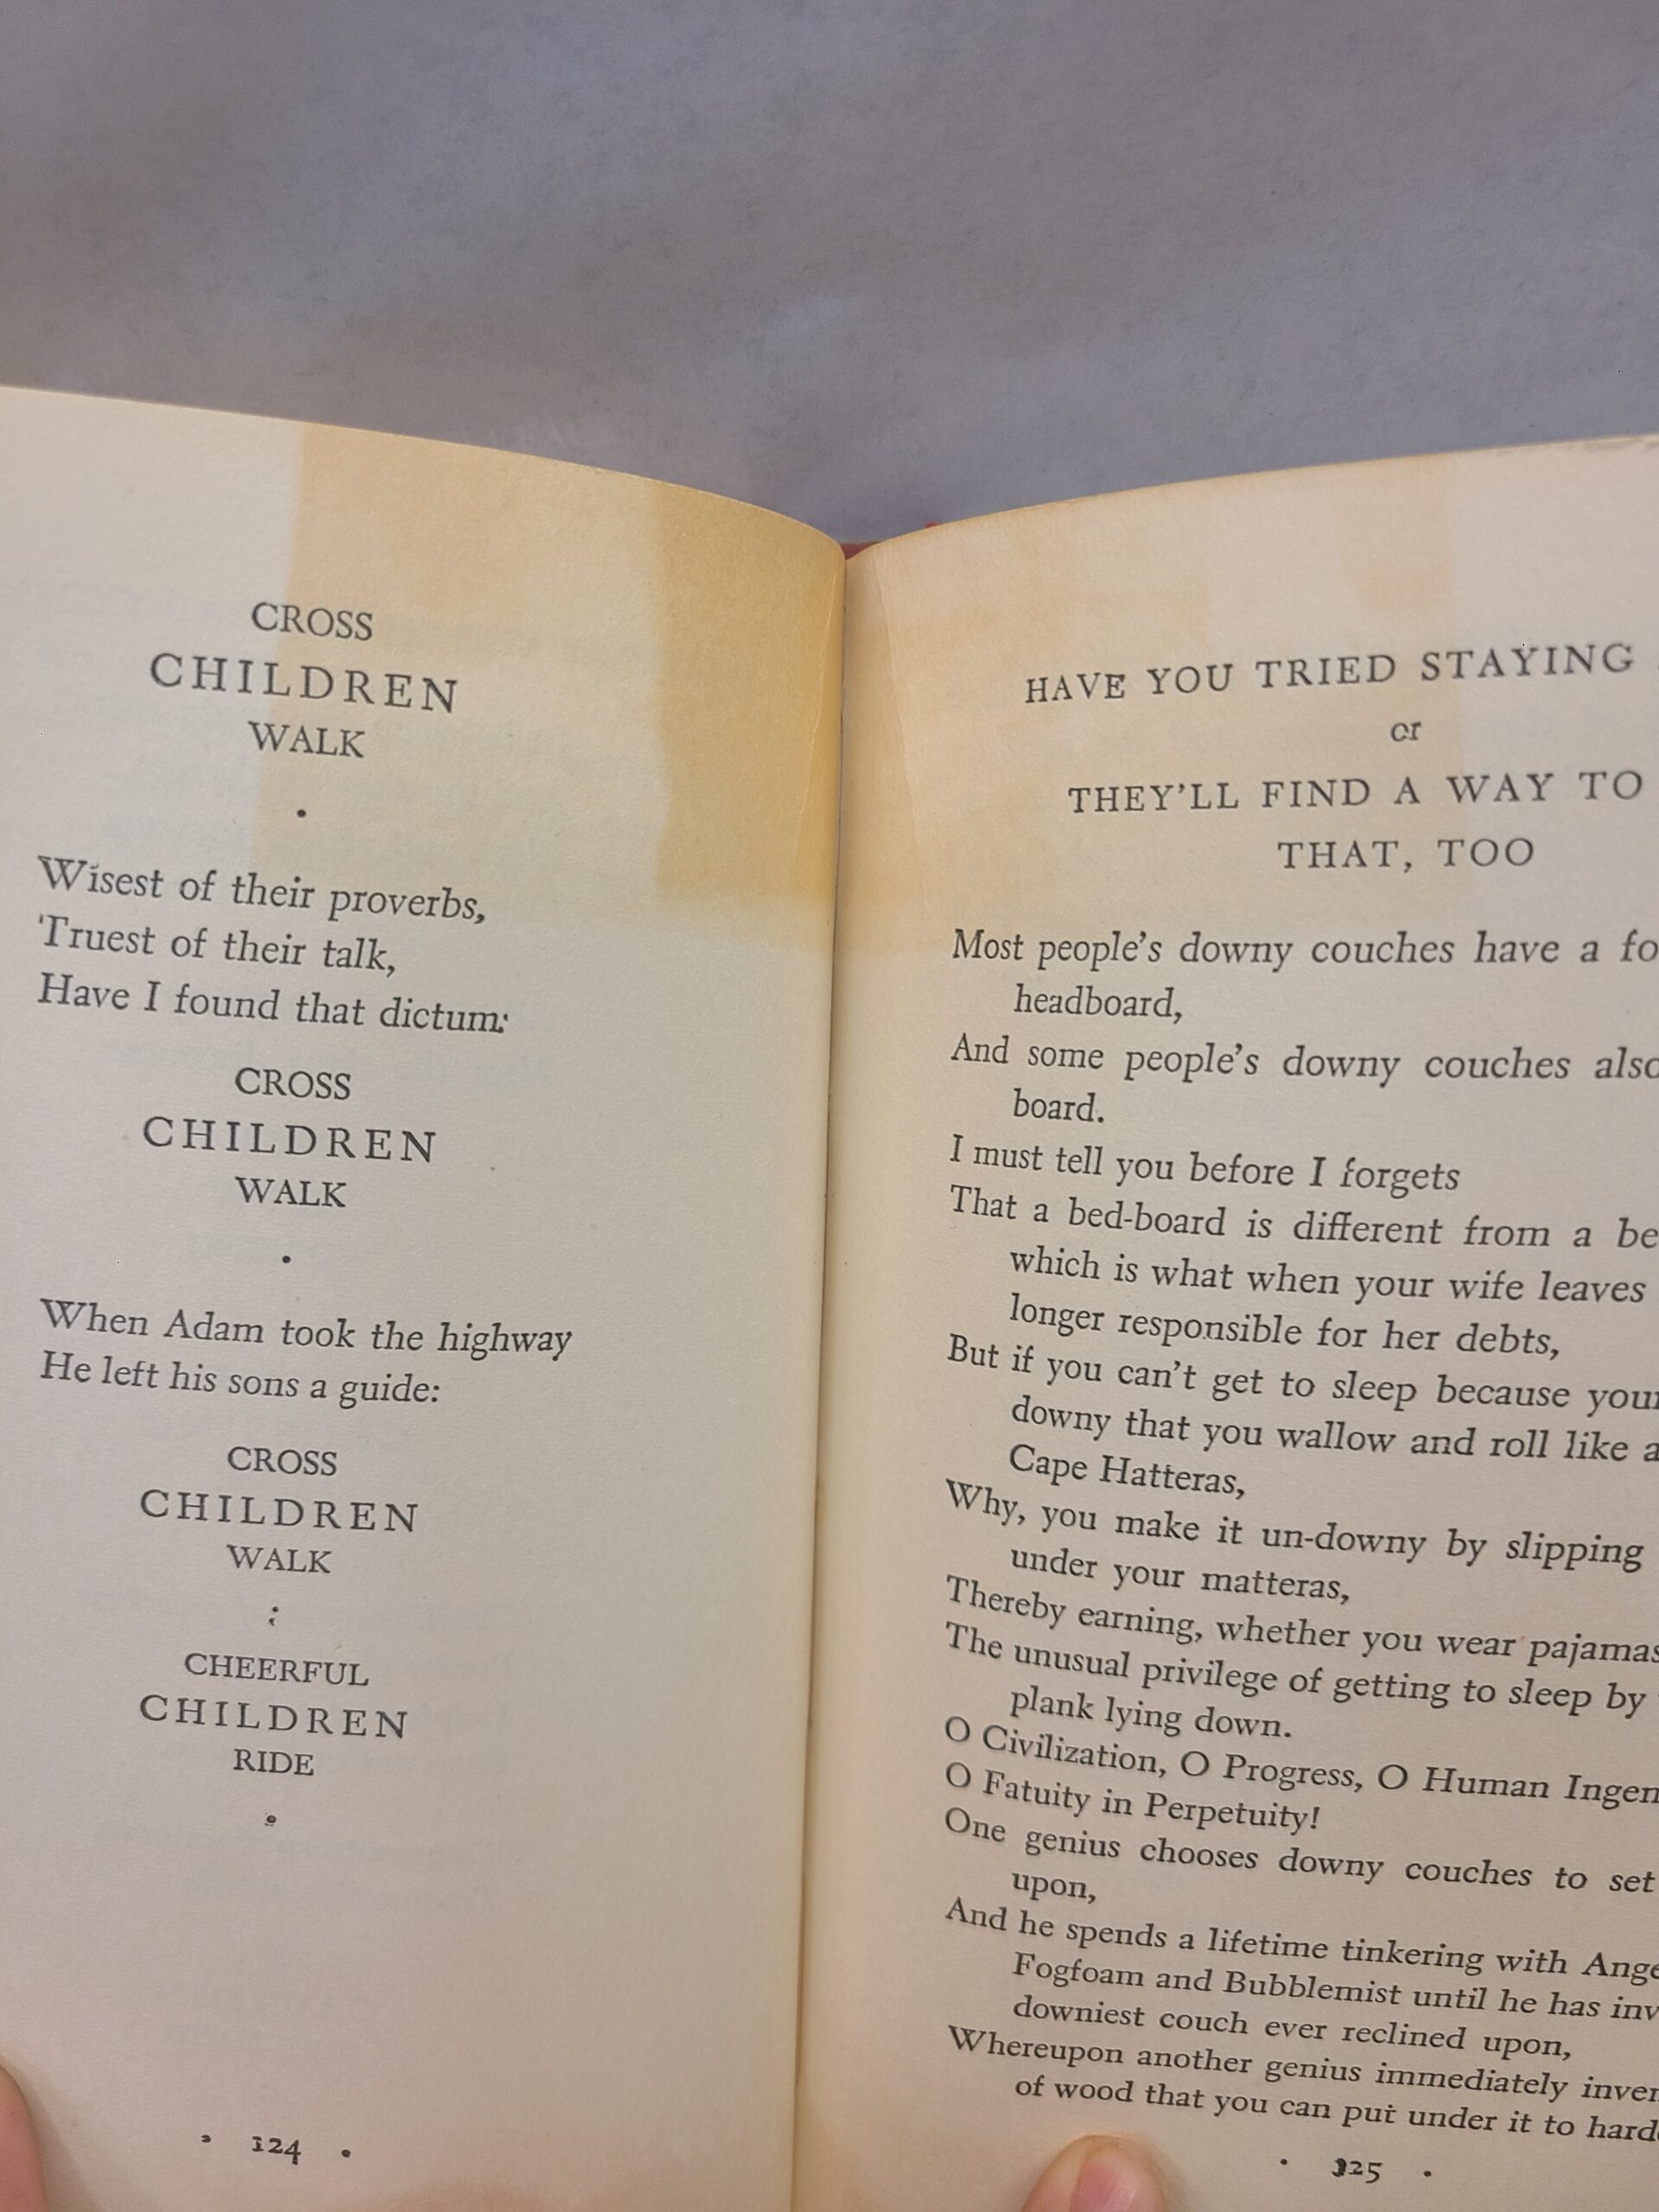 CROSS
CHILDREN
WALK
.
Wisest of their proverbs,
Truest of their talk,
Have I found that dictum:
CROSS
CHILDREN
WALK
.
When Adam took the highway
He left his sons a guide:
CROSS
CHILDREN
WALK
;
CHEERFUL
CHILDREN
RIDE
.
· 124 ·
HAVE YOU TRIED STAYING
or
THEY'LL FIND A WAY TO
THAT, TOO
Most people's downy couches have a
headboard,
And some people's downy couches also
board.
I must tell you before I forgets
That a bed-board is different from a
which is what when your wife leaves
longer responsible for her debts,
But if you can't get to sleep because
downy that you wallow and roll like a
Cape Hatteras,
Why, you make it un-downy by slipping
under your matteras,
Thereby earning, whether you wear pajamas
The unusual privilege of getting to sleep by
plank lying down.
O Civilization, O Progress, O Human
O Fatuity in Perpetuity!
One genius chooses downy couches to set
upon,
And he spends a lifetime tinkering with
Fogfoam and Bubblemist until he has
downiest couch ever reclined upon,
Whereupon another genius immediately
of wood that you can put under it to
· 125 ·